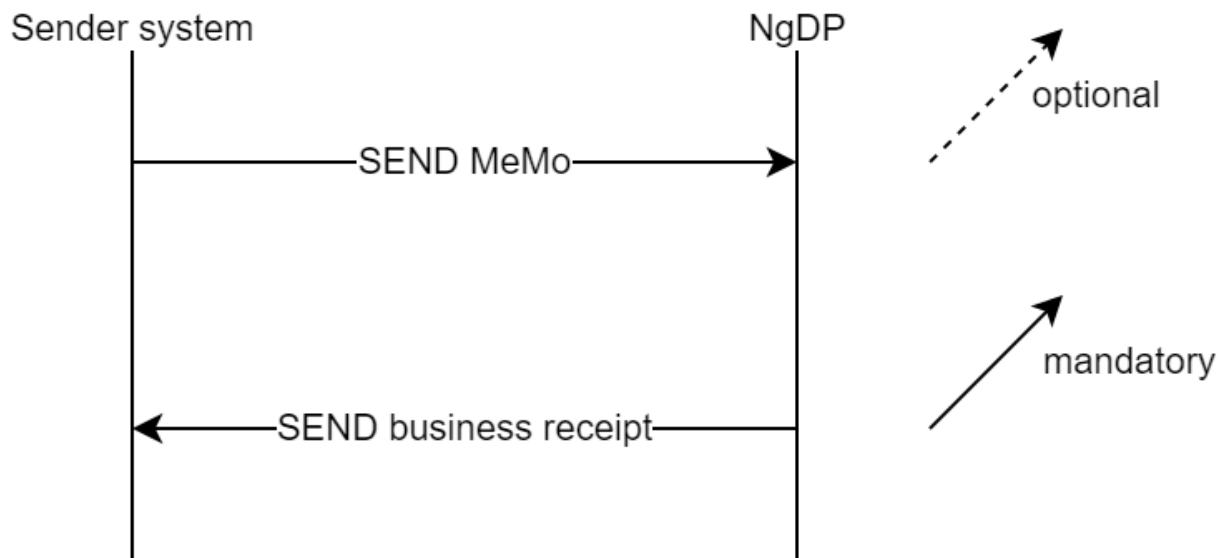 Sender system
NgDP
optional
SEND MeMo
mandatory
SEND business receipt